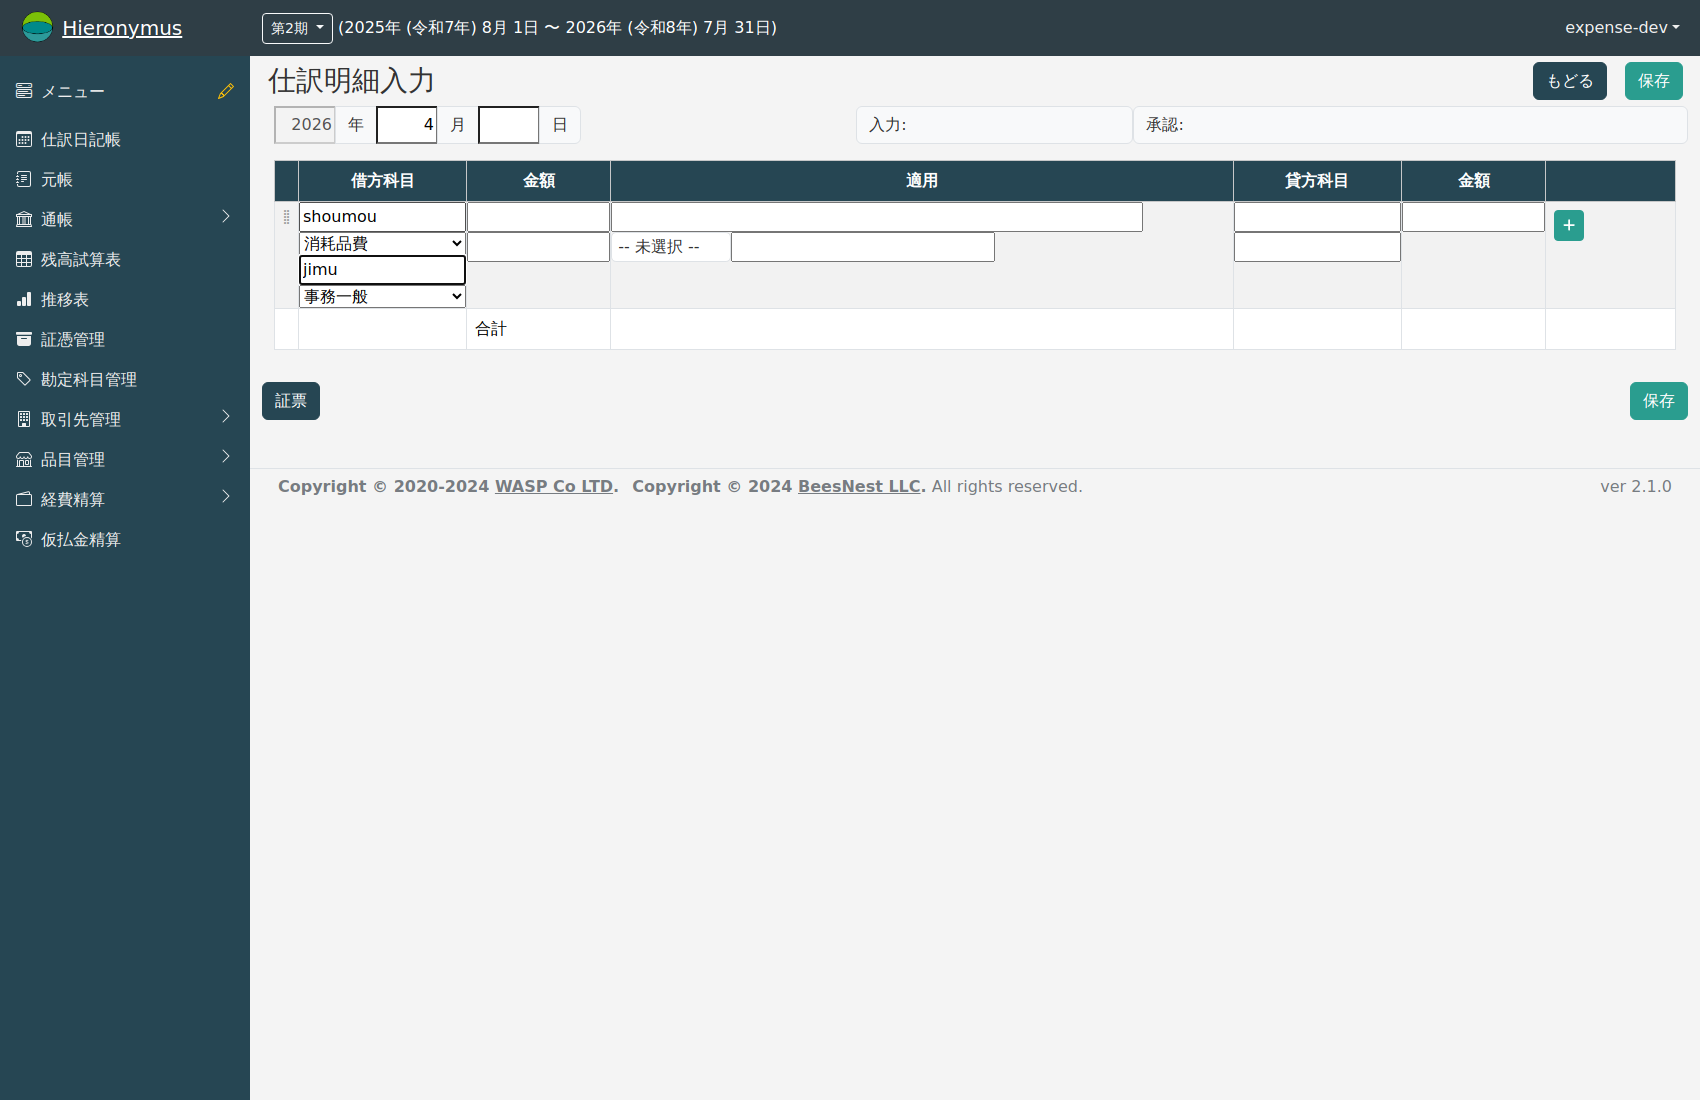 Hieronymus
第2期 (2025年 (令和7年) 8月 1日 〜 2026年 (令和8年) 7月 31日)
expense-dev
メニュー
仕訳日記帳
元帳
通帳
残高試算表
推移表
証憑管理
勘定科目管理
取引先管理
品目管理
経費精算
仮払金精算
仕訳明細入力
もどる
保存
2026 年 4 月 日
入力:
承認:
借方科目 金額 適用 貸方科目 金額
shoumou
消耗品費
-- 未選択 --
jimu
事務一般
合計
証票
保存
Copyright © 2020-2024 WASP Co LTD. Copyright © 2024 BeesNest LLC. All rights reserved.
ver 2.1.0